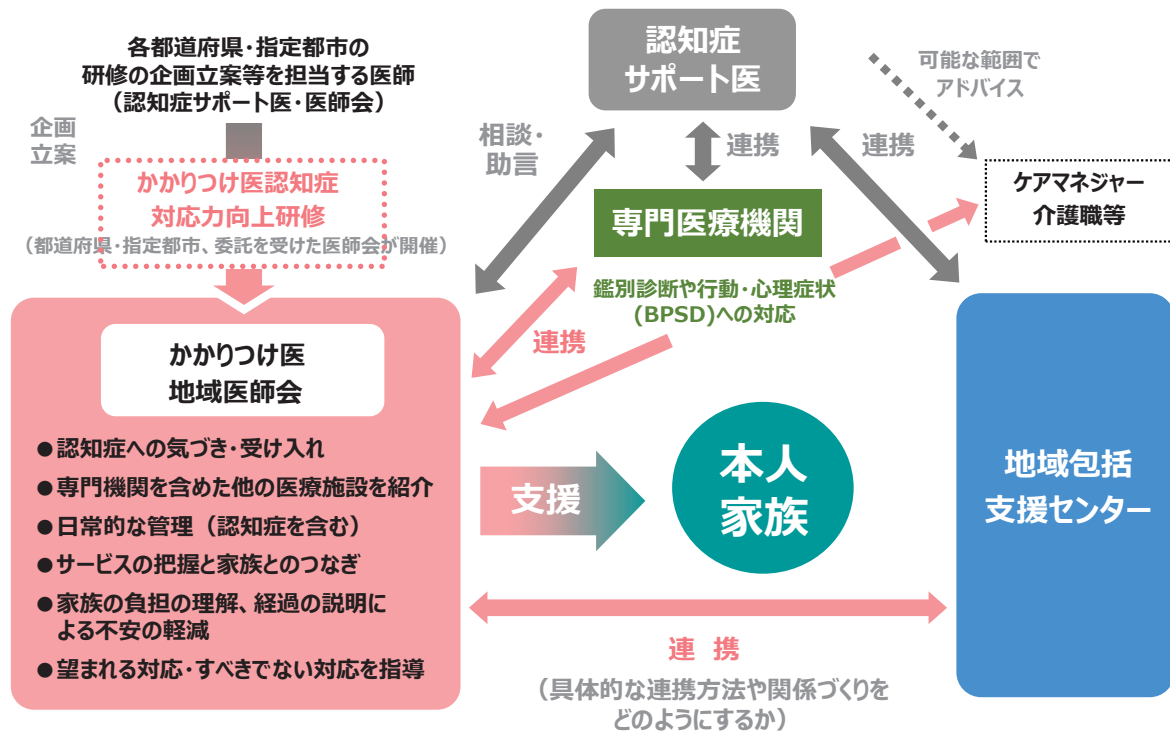 各都道府県・指定都市の
研修の企画立案等を担当する医師
（認知症サポート医・医師会）
企画
立案
かかりつけ医認知症
対応力向上研修
（都道府県・指定都市、委託を受けた医師会が開催）
認知症
サポート医
可能な範囲で
アドバイス
相談・
助言
連携
連携
ケアマネジャー
介護職等
専門医療機関
鑑別診断や行動・心理症状
(BPSD)への対応
連携
かかりつけ医
地域医師会
●認知症への気づき・受け入れ
●専門機関を含めた他の医療施設を紹介
●日常的な管理（認知症を含む）
●サービスの把握と家族とのつなぎ
●家族の負担の理解、経過の説明に
よる不安の軽減
●望まれる対応・すべきでない対応を指導
支援
本人
家族
地域包括
支援センター
連 携
（具体的な連携方法や関係づくりを
どのようにするか）